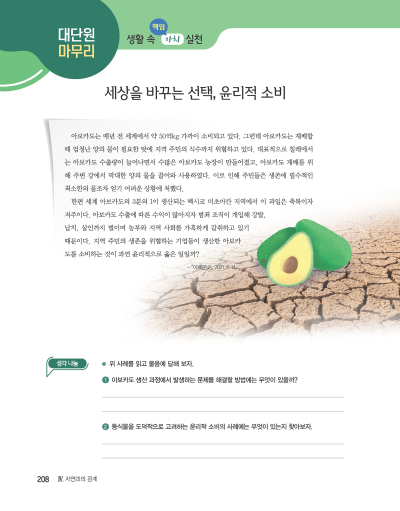 대단원
마무리
생활 속
책임
가치
실천
세상을 바꾸는 선택, 윤리적 소비
아보카도는 매년 전 세계에서 약 50억kg 가까이 소비되고 있다. 그런데 아보카도는 재배할
때 엄청난 양의 물이 필요한 탓에 지역 주민의 식수까지 위협하고 있다. 대표적으로 칠레에서
는 아보카도 수출량이 늘어나면서 수많은 아보카도 농장이 만들어졌고, 아보카도 재배를 위
해 주변 강에서 막대한 양의 물을 끌어와 사용하였다. 이로 인해 주민들은 생존에 필수적인
최소한의 물조차 얻기 어려운 상황에 처했다.
한편 세계 아보카도의 3분의 1이 생산되는 멕시코 미초아칸 지역에서 이 과일은 축복이자
저주이다. 아보카도 수출에 따른 수익이 많아지자 범죄 조직이 개입해 강탈,
납치, 살인까지 벌이며 농부와 지역 사회를 가혹하게 갈취하고 있기
때문이다. 지역 주민의 생존을 위협하는 기업들이 생산한 아보카
도를 소비하는 것이 과연 윤리적으로 옳은 일일까?
생각 나눔
위 사례를 읽고 물음에 답해 보자.
1 아보카도 생산 과정에서 발생하는 문제를 해결할 방법에는 무엇이 있을까?
2 동식물을 도덕적으로 고려하는 윤리적 소비의 사례에는 무엇이 있는지 찾아보자.
208 Ⅳ. 자연과의 관계